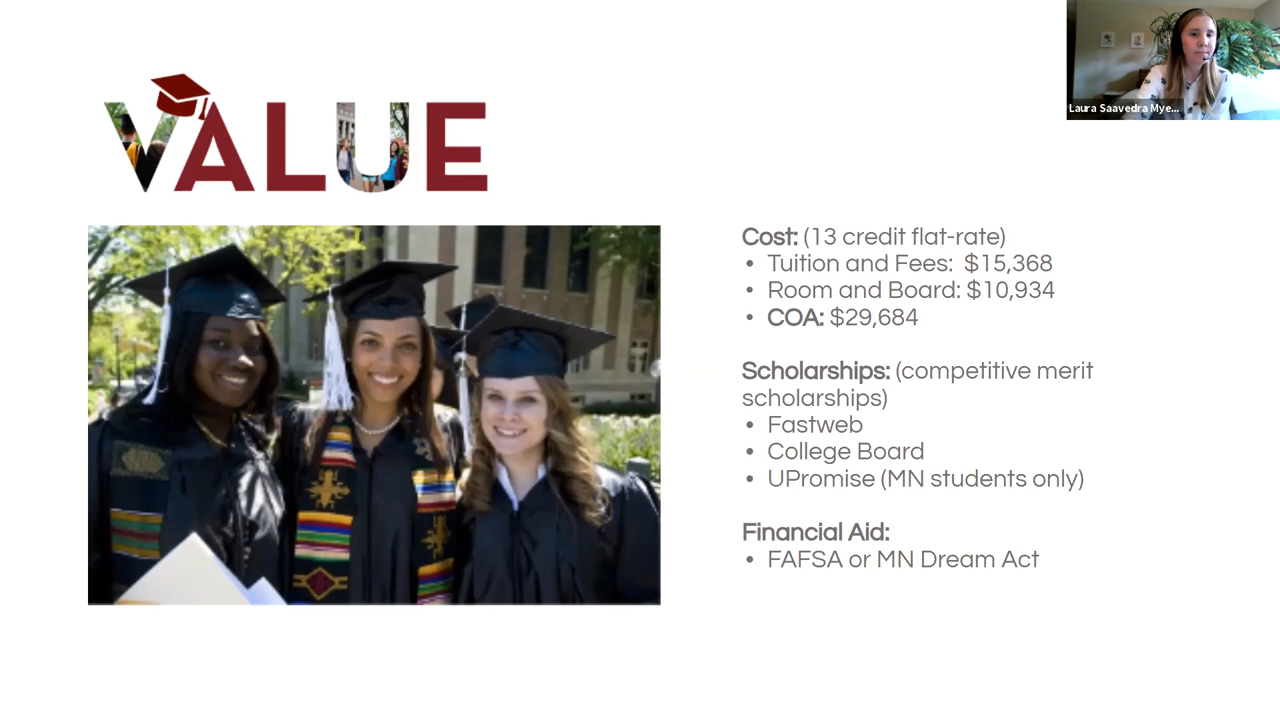 Laura Saavedra Mye...
VALUE
Cost: (13 credit flat-rate)
• Tuition and Fees:  $15,368
• Room and Board: $10,934
• COA: $29,684
Scholarships: (competitive merit
scholarships)
• Fastweb
• College Board
• UPromise (MN students only)
Financial Aid:
• FAFSA or MN Dream Act